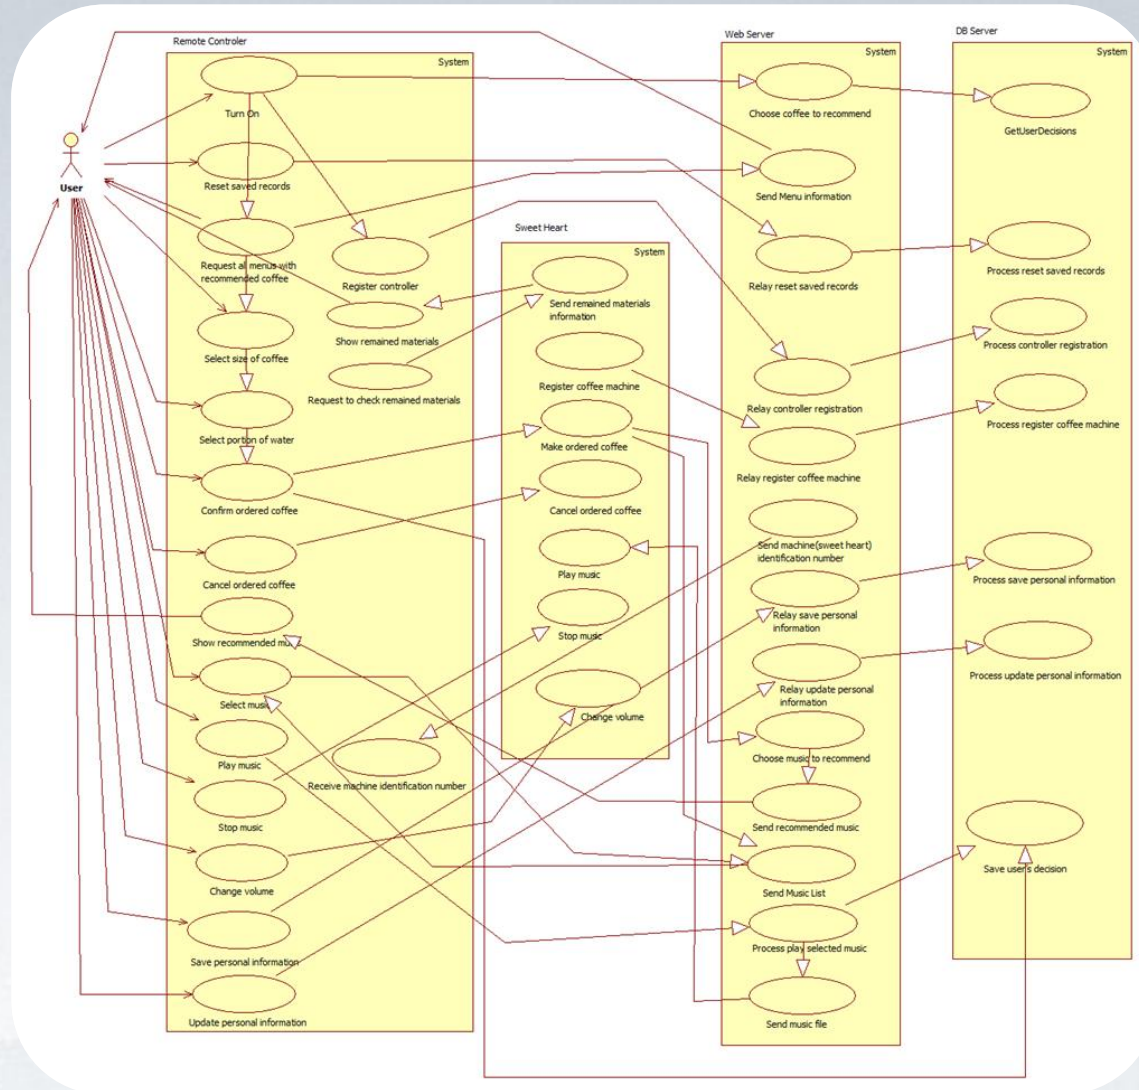 Remote Controler
System
User
Turn On
Reset saved records
Request all menus with
recommended coffee
Register controller
Show remained materials
Select size of coffee
Request to check remained materials
Select portion of water
Confirm ordered coffee
Cancel ordered coffee
Show recommended music
Select music
Play music
Receive machine identification number
Stop music
Change volume
Save personal information
Update personal information
Sweet Heart
System
Send remained materials
information
Register coffee machine
Make ordered coffee
Cancel ordered coffee
Play music
Stop music
Change volume
Web Server
System
Choose coffee to recommend
Send Menu information
Relay reset saved records
Relay controller registration
Relay register coffee machine
Send machine(sweet heart)
identification number
Relay save personal
information
Relay update personal
information
Choose music to recommend
Send recommended music
Send Music List
Process play selected music
Send music file
DB Server
System
GetUserDecisions
Process reset saved records
Process controller registration
Process register coffee machine
Process save personal information
Process update personal information
Save user's decision